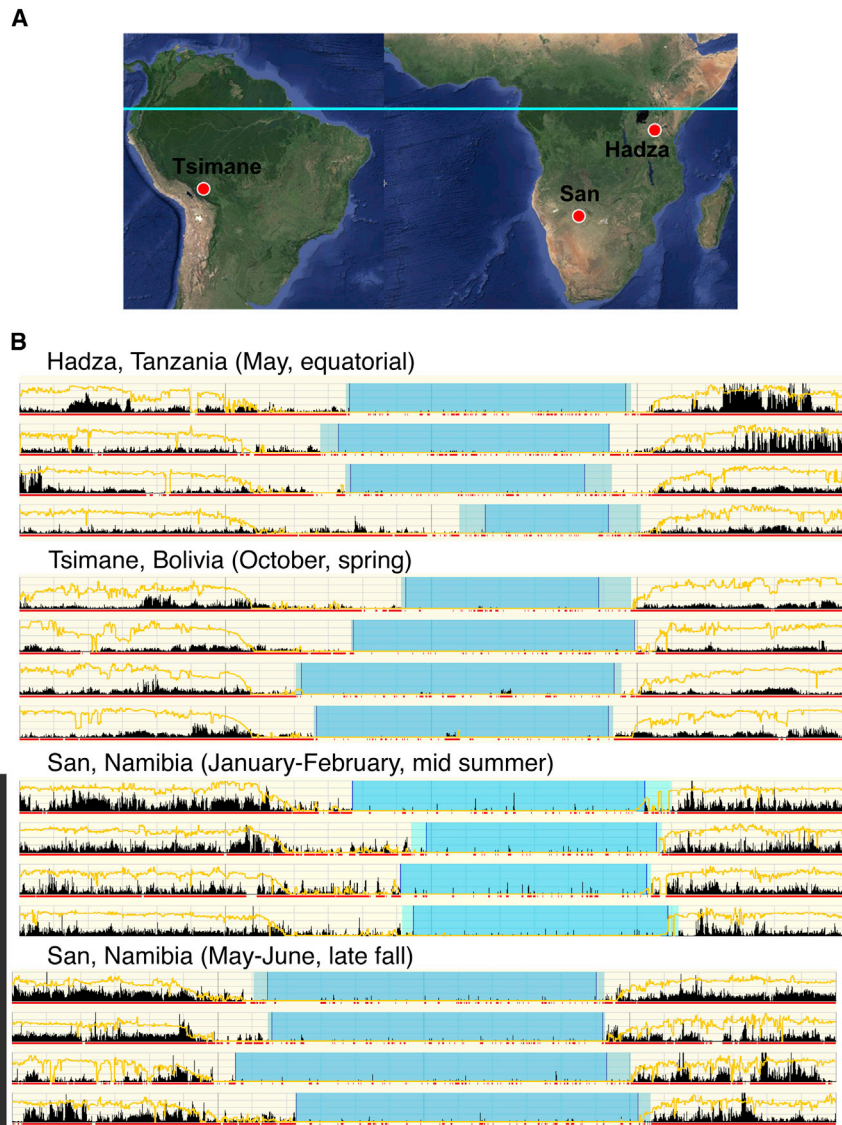 A
Tsimane
Hadza
San
B
Hadza, Tanzania (May, equatorial)
Tsimane, Bolivia (October, spring)
San, Namibia (January-February, mid summer)
San, Namibia (May-June, late fall)